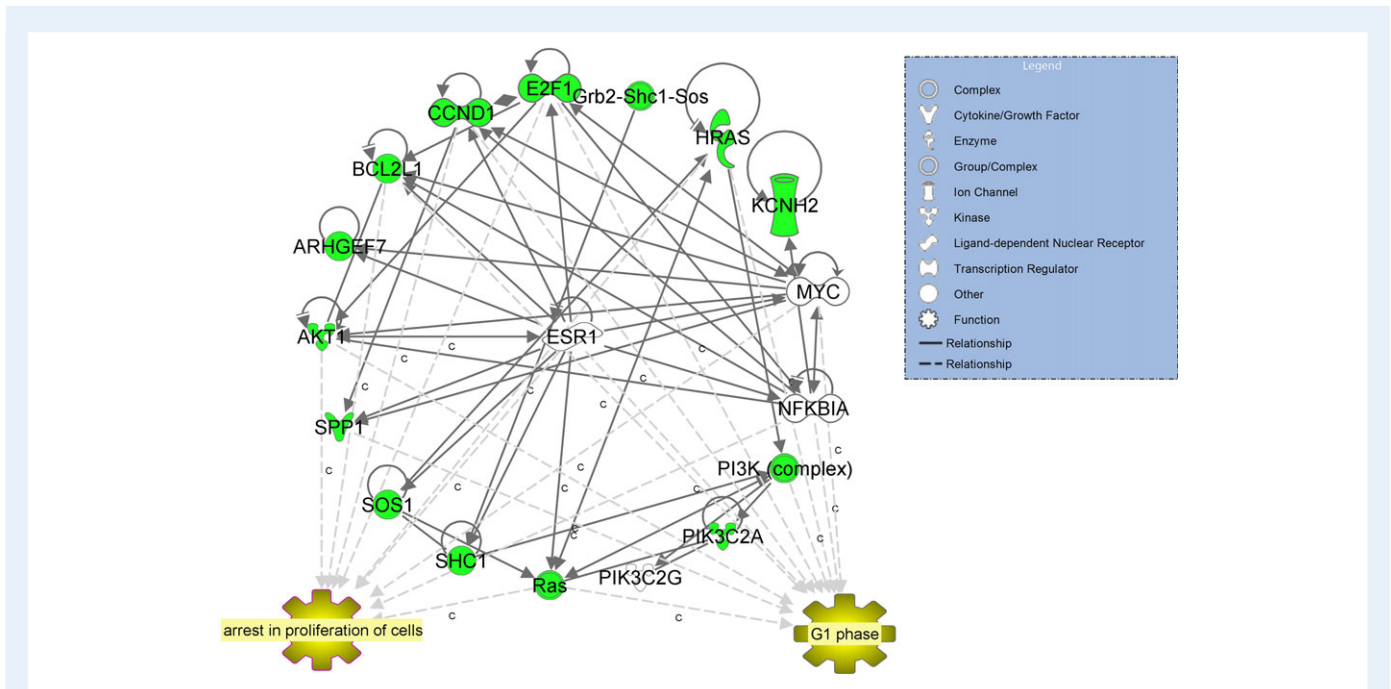 E2F1
Grb2-Shc1-Sos
CCND1
HRAS
BCL2L1
KCNH2
ARHGEF7
MYC
AKT1
ESR1
c
c
c
c
c
NFKBIA
SPP1
c
c
c
PI3K (complex)
c
c
c
c
SOS1
c
c
PIK3C2A
c
c
SHC1
PIK3C2G
Ras
c
c
arrest in proliferation of cells
G1 phase
Legend
Complex
Cytokine/Growth Factor
Enzyme
Group/Complex
Ion Channel
Kinase
Ligand-dependent Nuclear Receptor
Transcription Regulator
Other
Function
Relationship
Relationship